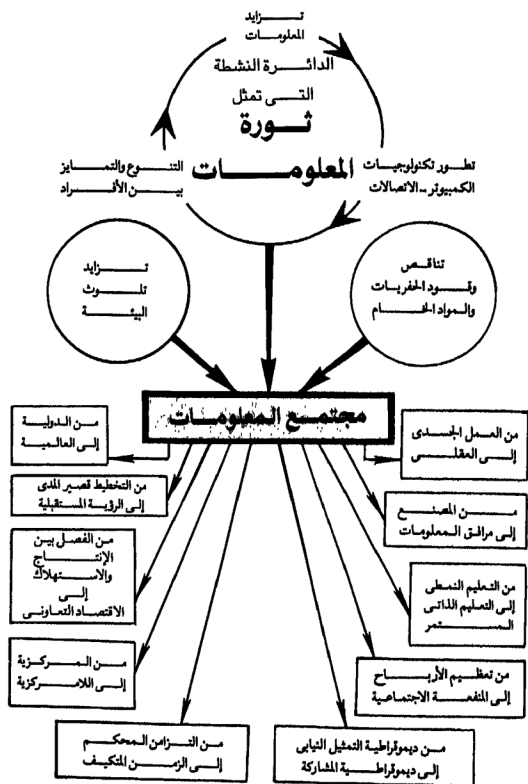 تزايد
المعلومات
الدائرة النشطة
التى تمثل
ثورة
المعلومات
تطور تكنولوجيات
الكمبيوتر .. الاتصالات
التنوع والتمايز
بين الأفراد
تناقص
وقود الحفريات
والمواد الخام
تزايد
تلوث
البيئة
مجتمع المعلومات
من العمل الجسدى
إلى العقلى
من المصنع
إلى مرافق المعلومات
من التعليم النمطى
إلى التعليم الذاتى
المستمر
من تعظيم الأرباح
إلى المنفعة الاجتماعية
من ديموقراطية التمثيل النيابى
إلى ديموقراطية المشاركة
من الدولية
إلى العالمية
من التخطيط قصير المدى
إلى الرؤية المستقبلية
من الفصل بين
الإنتاج
والاستهلاك
إلى
الاقتصاد التعاونى
من المركزية
إلى اللامركزية
من التزامن المحكم
إلى الزمن المتكيف